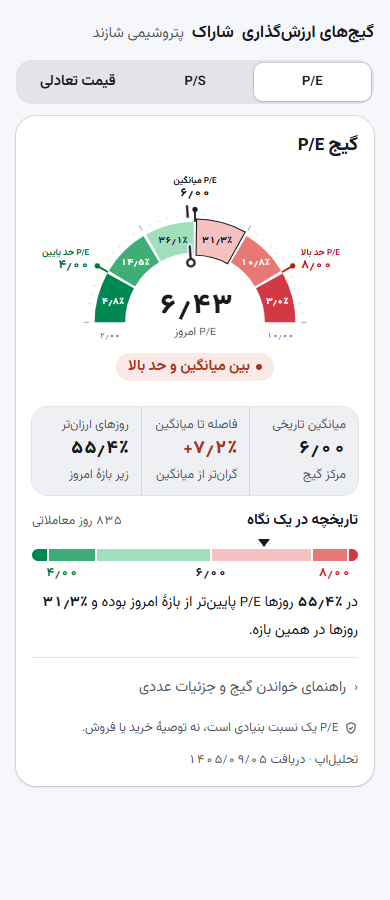 گیج‌های ارزش‌گذاری شاراک پتروشیمی شازند
P/E
P/S
قیمت تعادلی
گیج P/E
میانگین P/E
۶٫۰۰
حد پایین P/E
۴٫۰۰
حد بالا P/E
۸٫۰۰
۴٫۸٪
۱۴٫۵٪
۳۶٫۱٪
۳۱٫۳٪
۱۰٫۸٪
۳٫۰٪
۲٫۰۰
۱۰٫۰۰
۶٫۴۳
P/E امروز
بین میانگین و حد بالا
میانگین تاریخی
۶٫۰۰
مرکز گیج
فاصله تا میانگین
+۷٫۲٪
گران‌تر از میانگین
روزهای ارزان‌تر
۵۵٫۴٪
زیر بازهٔ امروز
تاریخچه در یک نگاه
۸۳۵ روز معاملاتی
۸٫۰۰
۶٫۰۰
۴٫۰۰
در ۵۵٫۴٪ روزها P/E پایین‌تر از بازهٔ امروز بوده و ۳۱٫۳٪
روزها در همین بازه.
‹ راهنمای خواندن گیج و جزئیات عددی
P/E یک نسبت بنیادی است، نه توصیهٔ خرید یا فروش.
تحلیل‌اپ · دریافت ۱۴۰۵/۰۹/۰۵